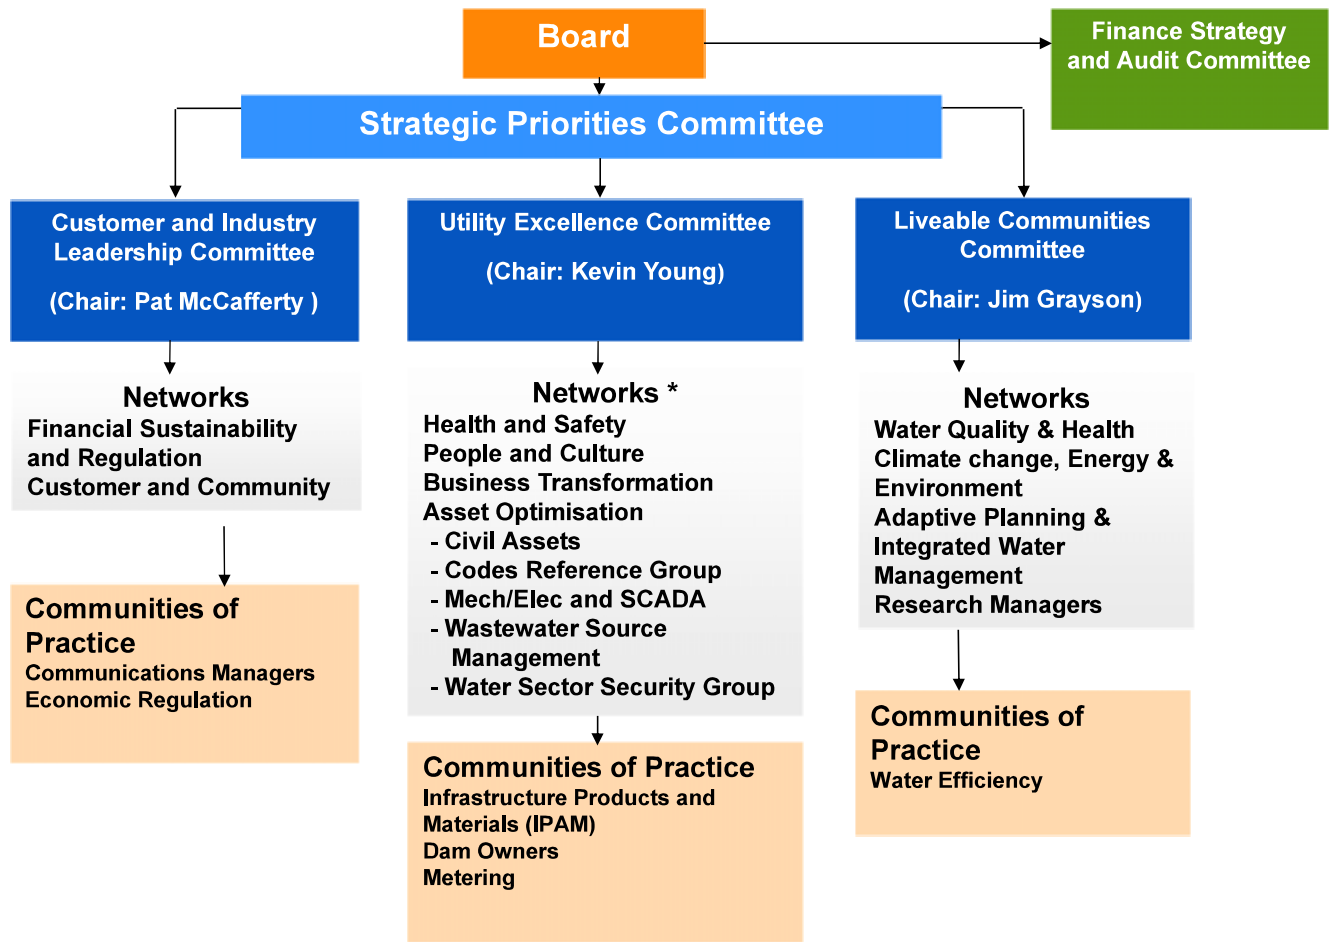 Board
Finance Strategy
and Audit Committee
Strategic Priorities Committee
Customer and Industry
Leadership Committee
(Chair: Pat McCafferty )
Utility Excellence Committee
(Chair: Kevin Young)
Liveable Communities
Committee
(Chair: Jim Grayson)
Networks
Financial Sustainability
and Regulation
Customer and Community
Networks *
Health and Safety
People and Culture
Business Transformation
Asset Optimisation
- Civil Assets
- Codes Reference Group
- Mech/Elec and SCADA
- Wastewater Source
Management
- Water Sector Security Group
Networks
Water Quality & Health
Climate change, Energy &
Environment
Adaptive Planning &
Integrated Water
Management
Research Managers
Communities of
Practice
Communications Managers
Economic Regulation
Communities of Practice
Infrastructure Products and
Materials (IPAM)
Dam Owners
Metering
Communities of
Practice
Water Efficiency